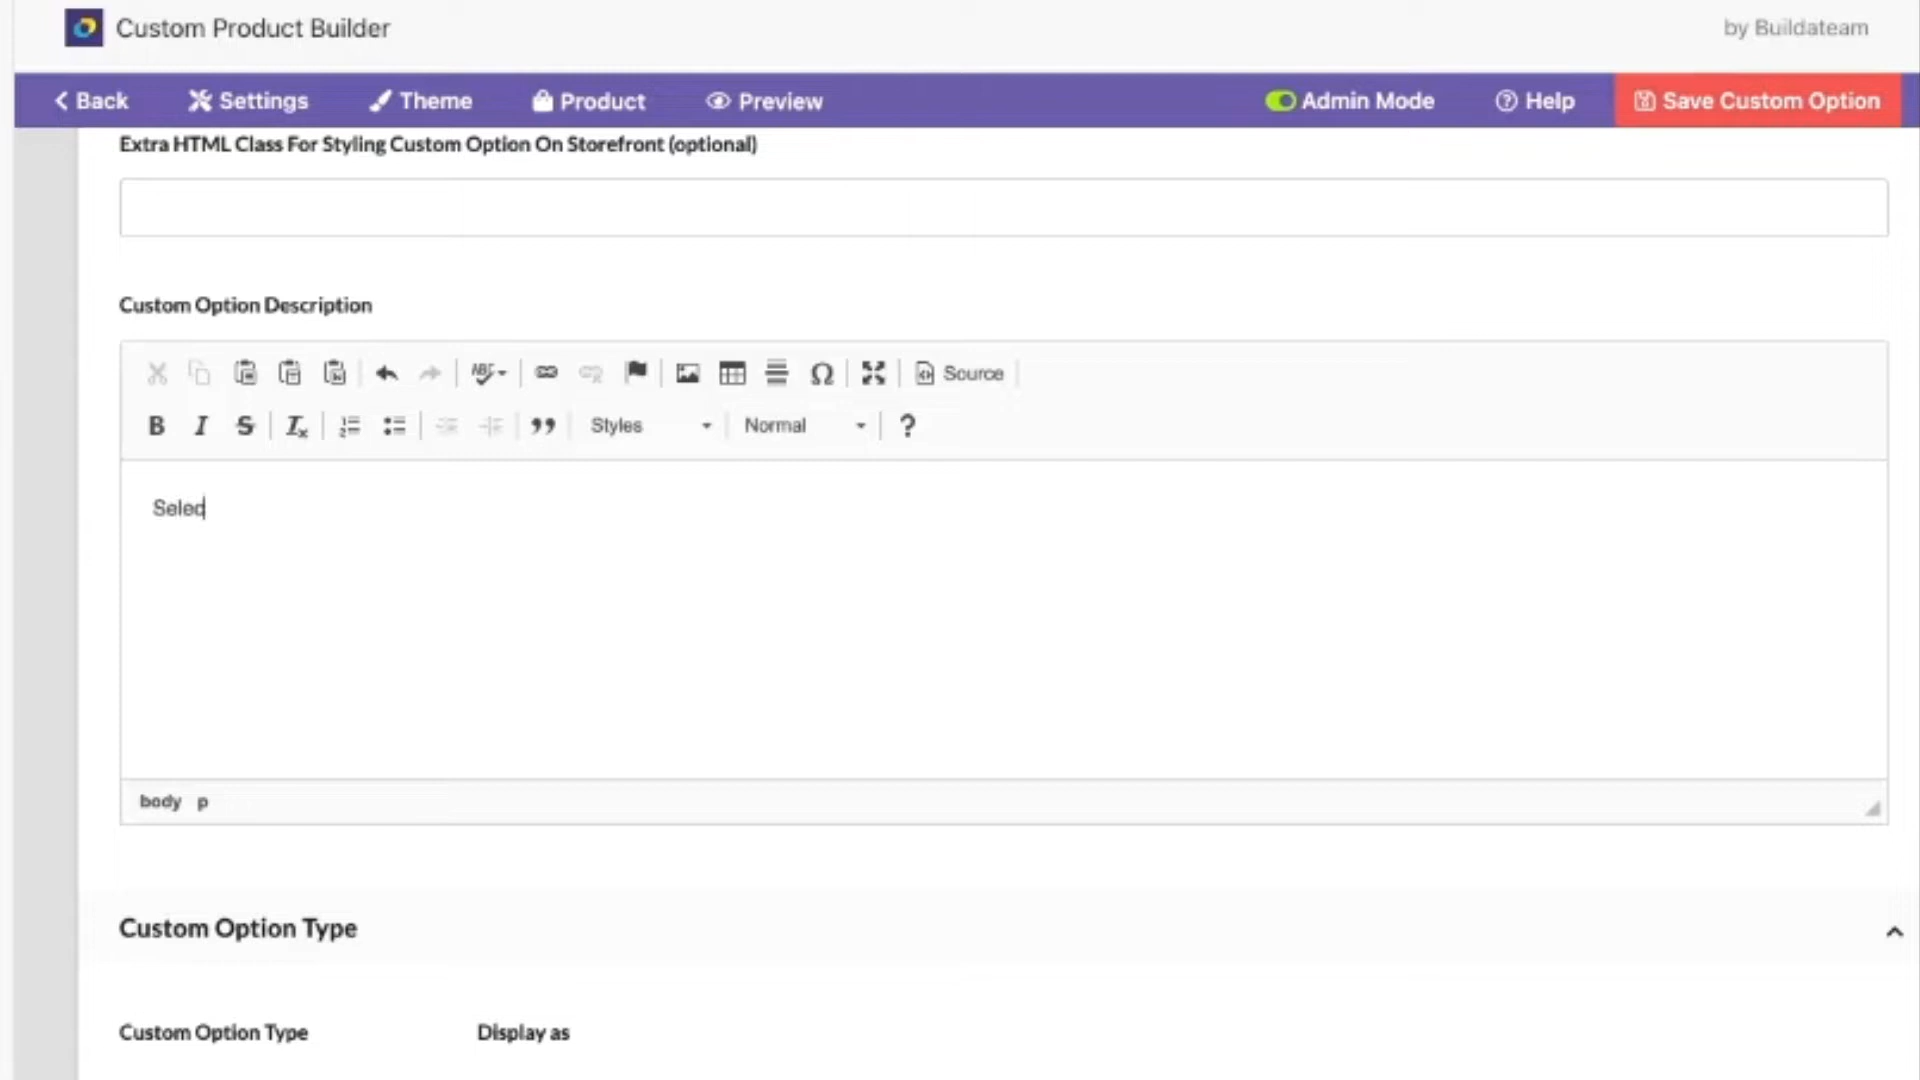 Custom Product Builder
by Buildateam
Back Settings Theme Product Preview Admin Mode Help Save Custom Option
Extra HTML Class For Styling Custom Option On Storefront (optional)
Custom Option Description
Source
Styles Normal
Selec
body p
Custom Option Type
Custom Option Type Display as